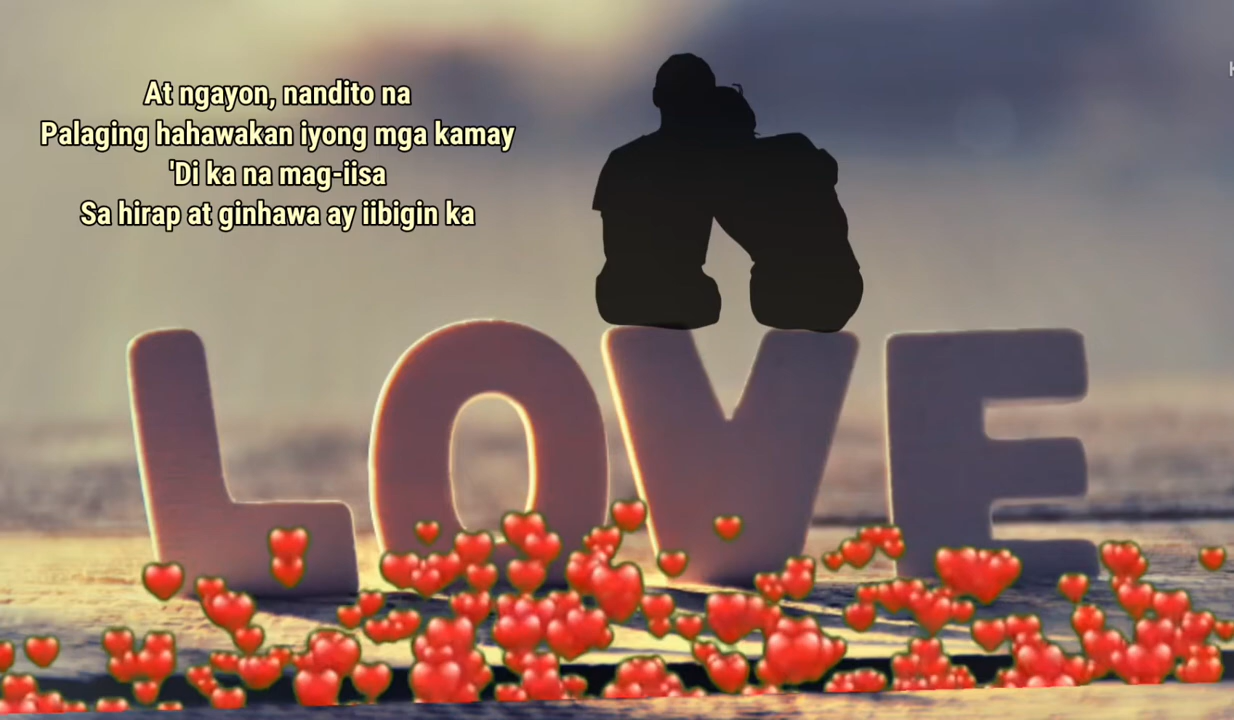 At ngayon, nandito na
Palaging hahawakan iyong mga kamay
'Di ka na mag-iisa
Sa hirap at ginhawa ay iibigin ka
LOVE